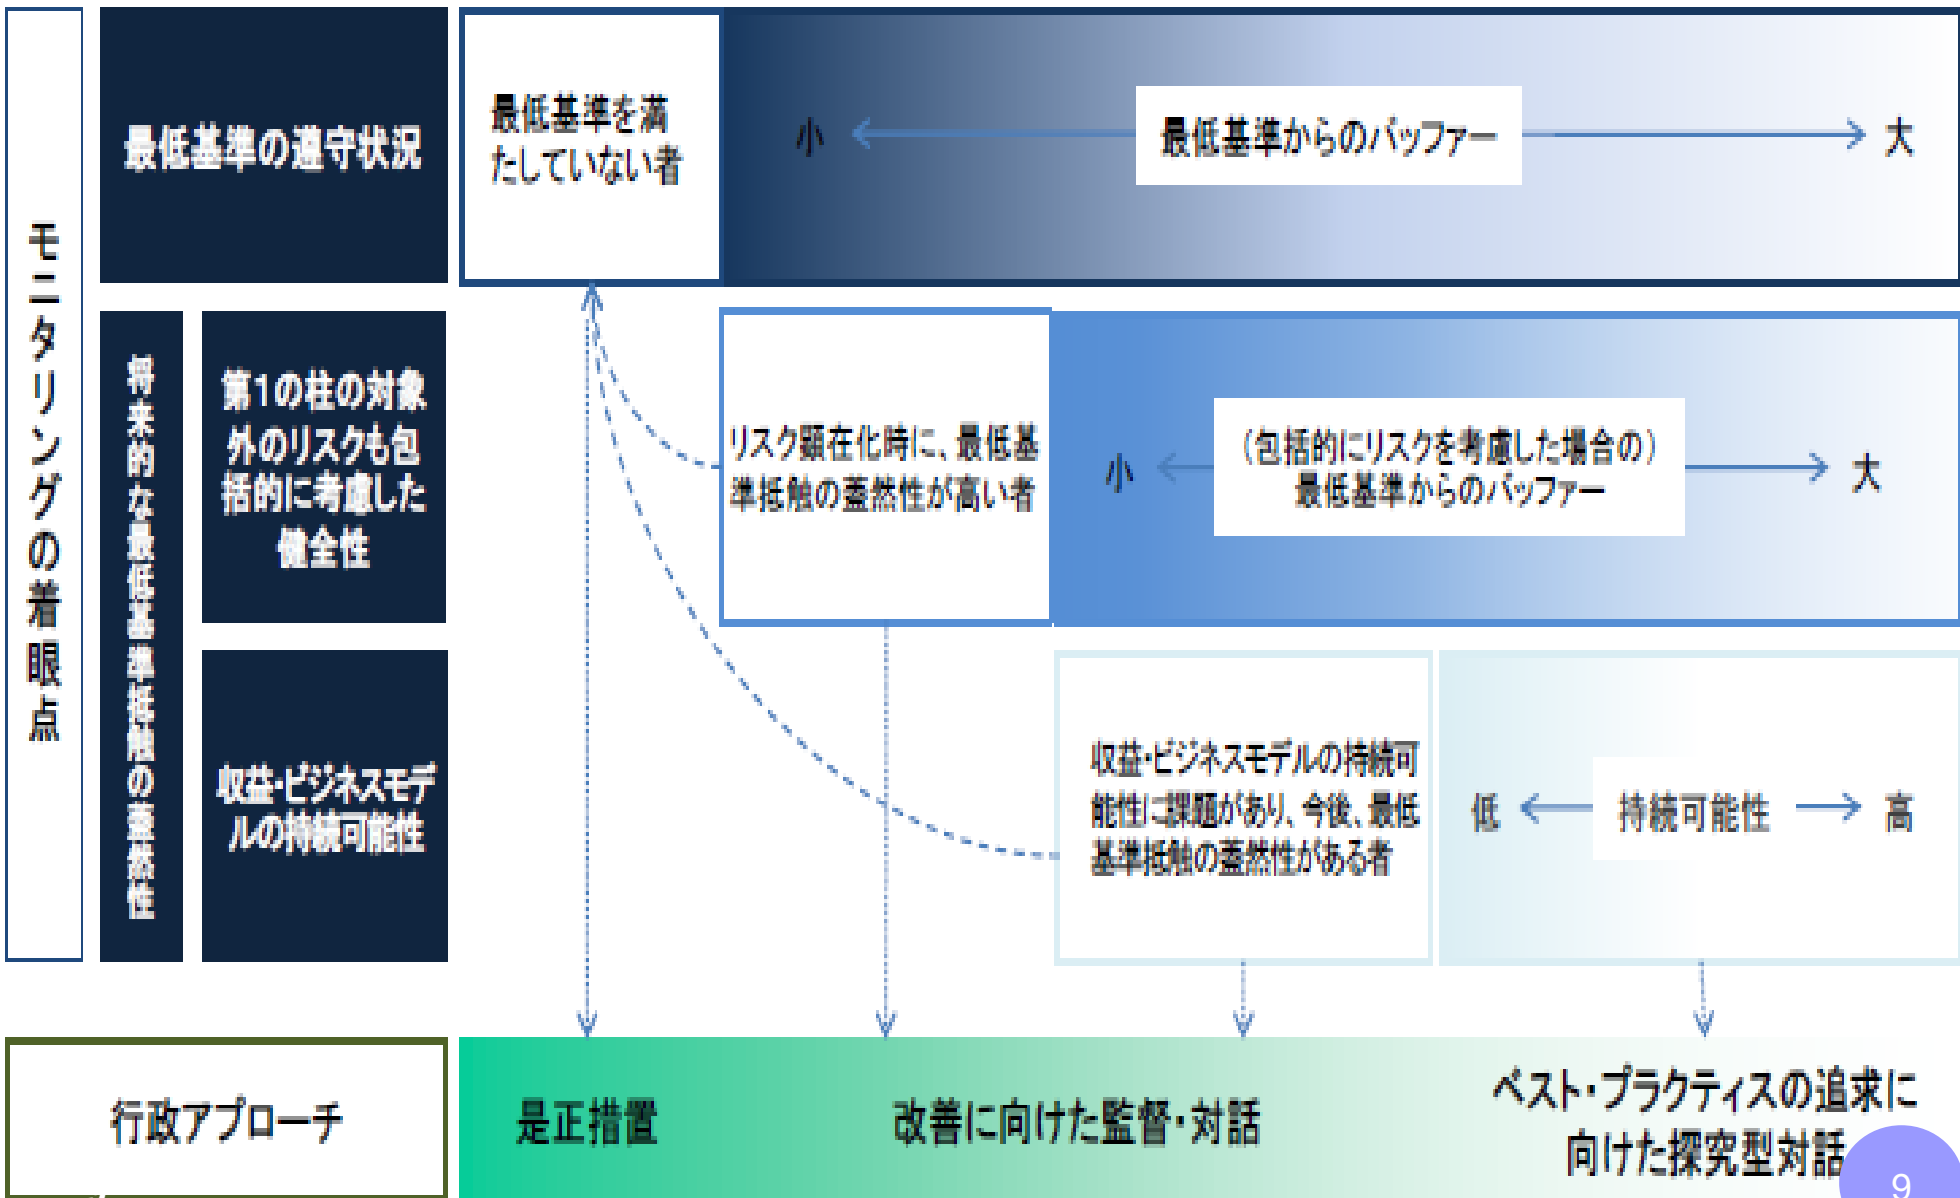 モニタリングの着眼点
最低基準の遵守状況
最低基準を満
たしていない者
小
最低基準からのバッファー
大
将来的な最低基準抵触の蓋然性
第1の柱の対象
外のリスクも包
括的に考慮した
健全性
リスク顕在化時に、最低基
準抵触の蓋然性が高い者
小
(包括的にリスクを考慮した場合の)
最低基準からのバッファー
大
収益・ビジネスモデ
ルの持続可能性
収益・ビジネスモデルの持続可
能性に課題があり、今後、最低
基準抵触の蓋然性がある者
低
持続可能性
高
行政アプローチ
是正措置
改善に向けた監督・対話
ベスト・プラクティスの追求に
向けた探究型対話
9